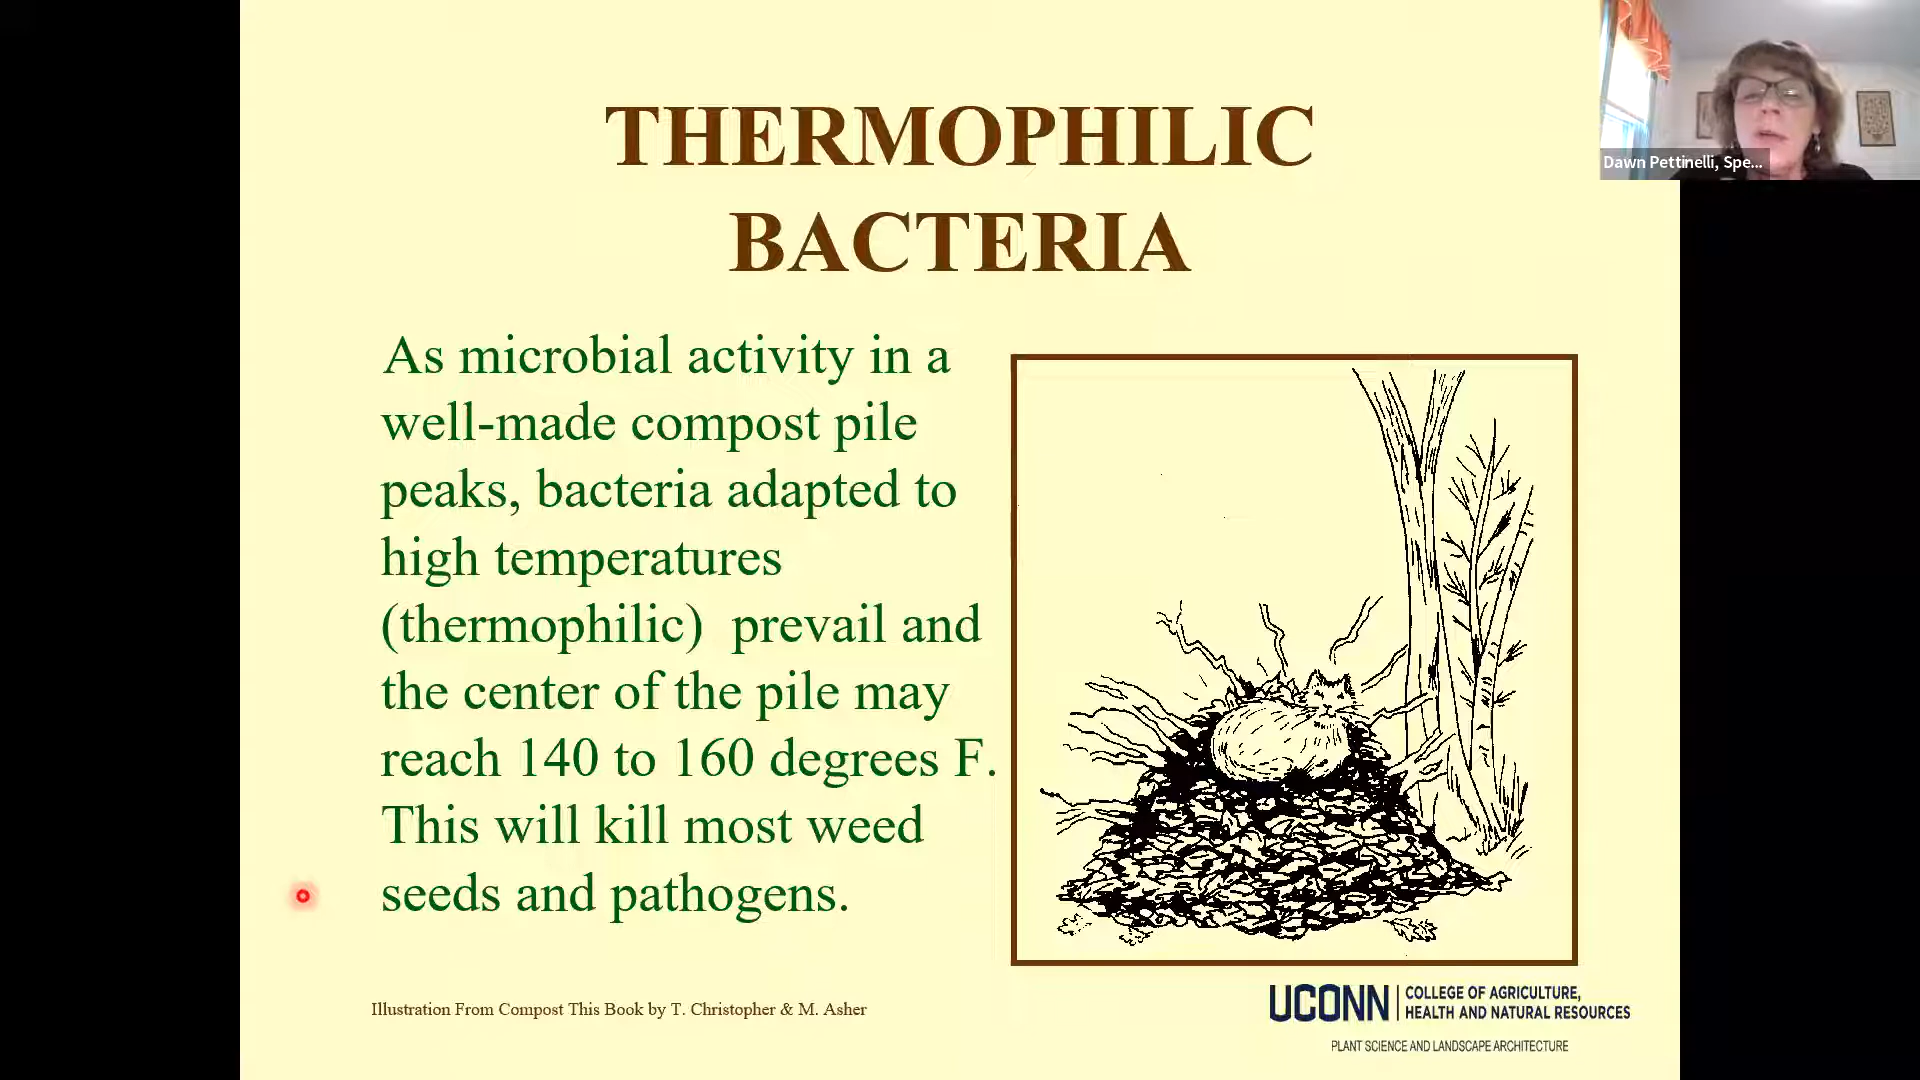 THERMOPHILIC
BACTERIA
Dawn Pettinelli, Spe...
As microbial activity in a
well-made compost pile
peaks, bacteria adapted to
high temperatures
(thermophilic)  prevail and
the center of the pile may
reach 140 to 160 degrees F.
This will kill most weed
seeds and pathogens.
Illustration From Compost This Book by T. Christopher & M. Asher
UCONN
COLLEGE OF AGRICULTURE,
HEALTH AND NATURAL RESOURCES
PLANT SCIENCE AND LANDSCAPE ARCHITECTURE